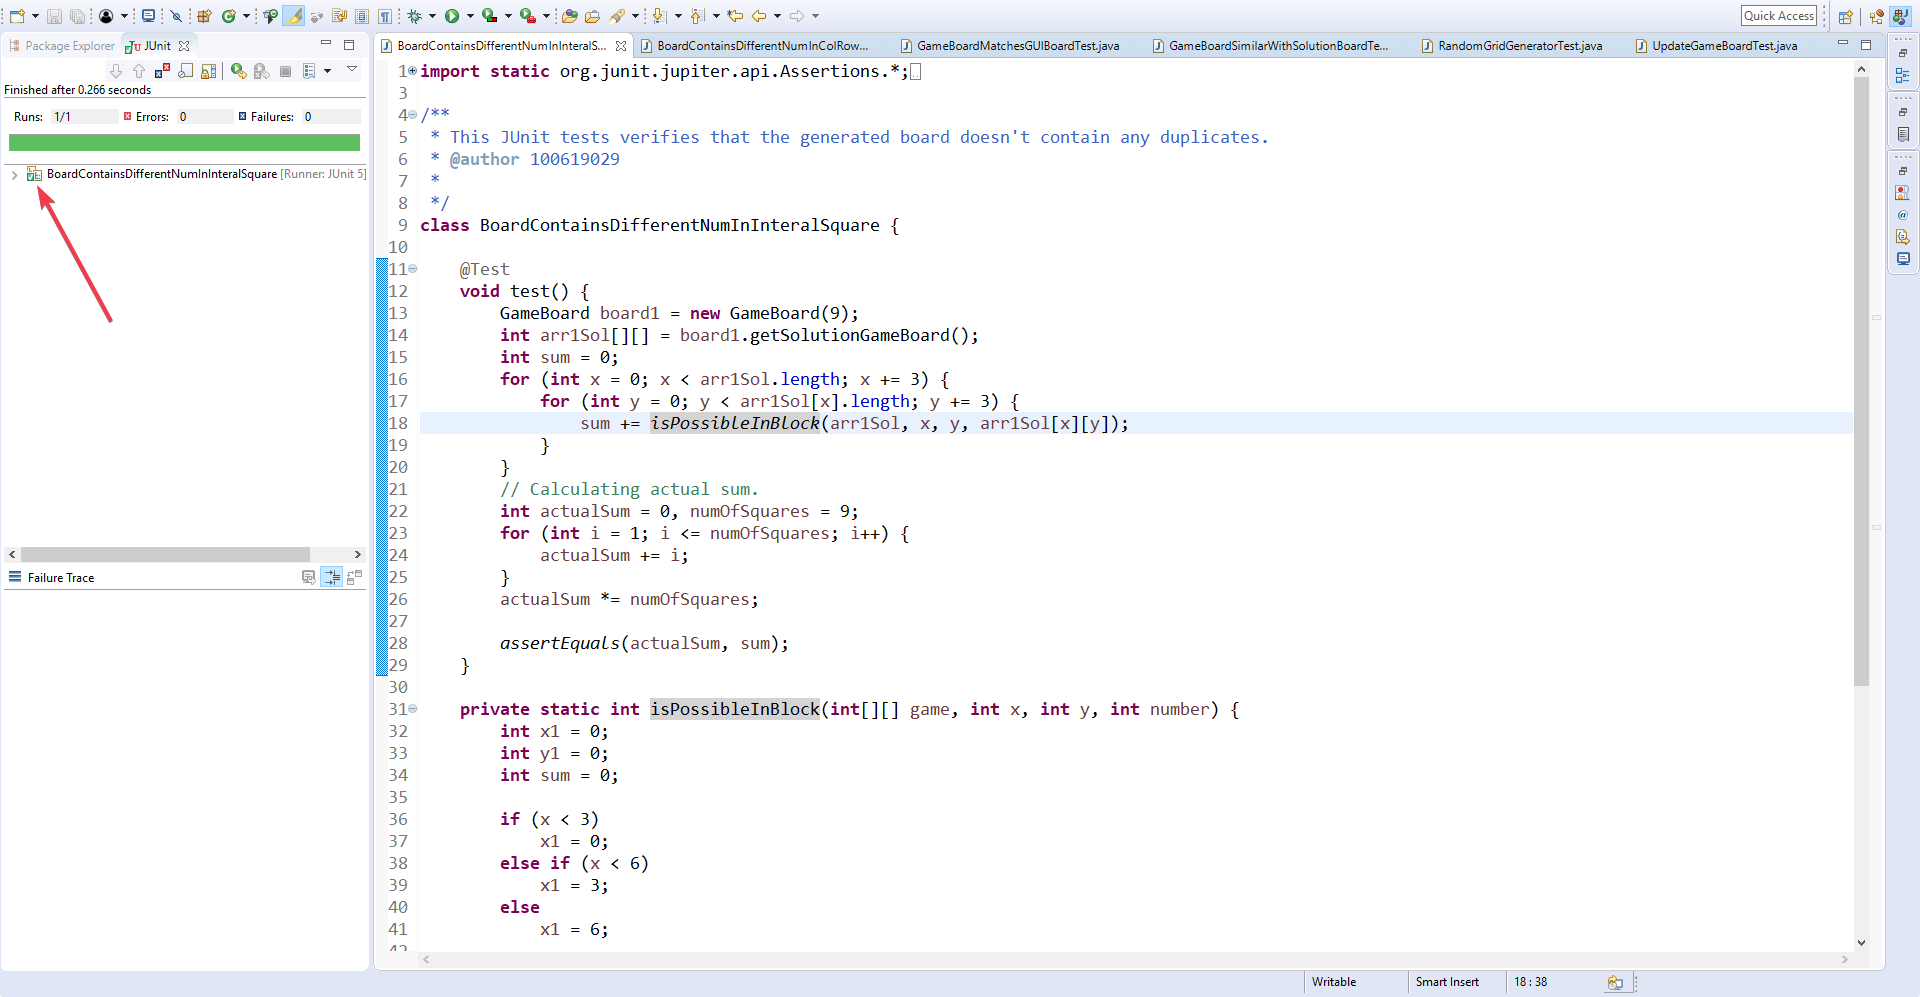 Quick Access
Package Explorer
JUnit
BoardContainsDifferentNumInInteralS...
BoardContainsDifferentNumInColRow...
GameBoardMatchesGUIBoardTest.java
GameBoardSimilarWithSolutionBoardTe...
RandomGridGeneratorTest.java
UpdateGameBoardTest.java
Finished after 0.266 seconds
Runs: 1/1
Errors: 0
Failures: 0
BoardContainsDifferentNumInInteralSquare [Runner: JUnit 5]
Failure Trace
1 import static org.junit.jupiter.api.Assertions.*;
3
4 /**
5 * This JUnit tests verifies that the generated board doesn't contain any duplicates.
6 * @author 100619029
7 *
8 */
9 class BoardContainsDifferentNumInInteralSquare {
10
11 @Test
12 void test() {
13 GameBoard board1 = new GameBoard(9);
14 int arr1Sol[][] = board1.getSolutionGameBoard();
15 int sum = 0;
16 for (int x = 0; x < arr1Sol.length; x += 3) {
17 for (int y = 0; y < arr1Sol[x].length; y += 3) {
18 sum += isPossibleInBlock(arr1Sol, x, y, arr1Sol[x][y]);
19 }
20 }
21 // Calculating actual sum.
22 int actualSum = 0, numOfSquares = 9;
23 for (int i = 1; i <= numOfSquares; i++) {
24 actualSum += i;
25 }
26 actualSum *= numOfSquares;
27
28 assertEquals(actualSum, sum);
29 }
30
31 private static int isPossibleInBlock(int[][] game, int x, int y, int number) {
32 int x1 = 0;
33 int y1 = 0;
34 int sum = 0;
35
36 if (x < 3)
37 x1 = 0;
38 else if (x < 6)
39 x1 = 3;
40 else
41 x1 = 6;
42
Writable
Smart Insert
18 : 38